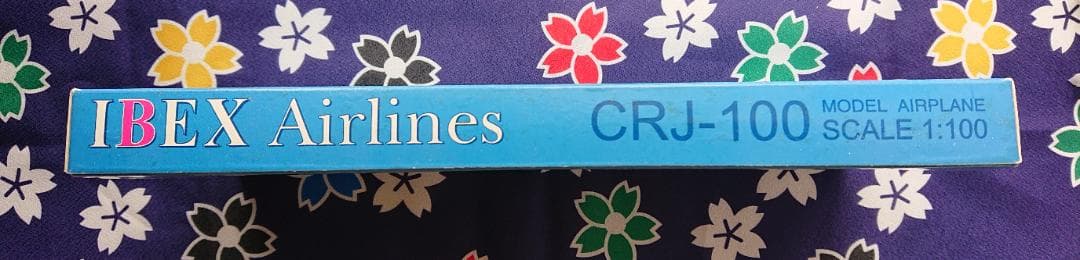 IBEX Airlines
CRJ-100
MODEL AIRPLANE
SCALE 1:100